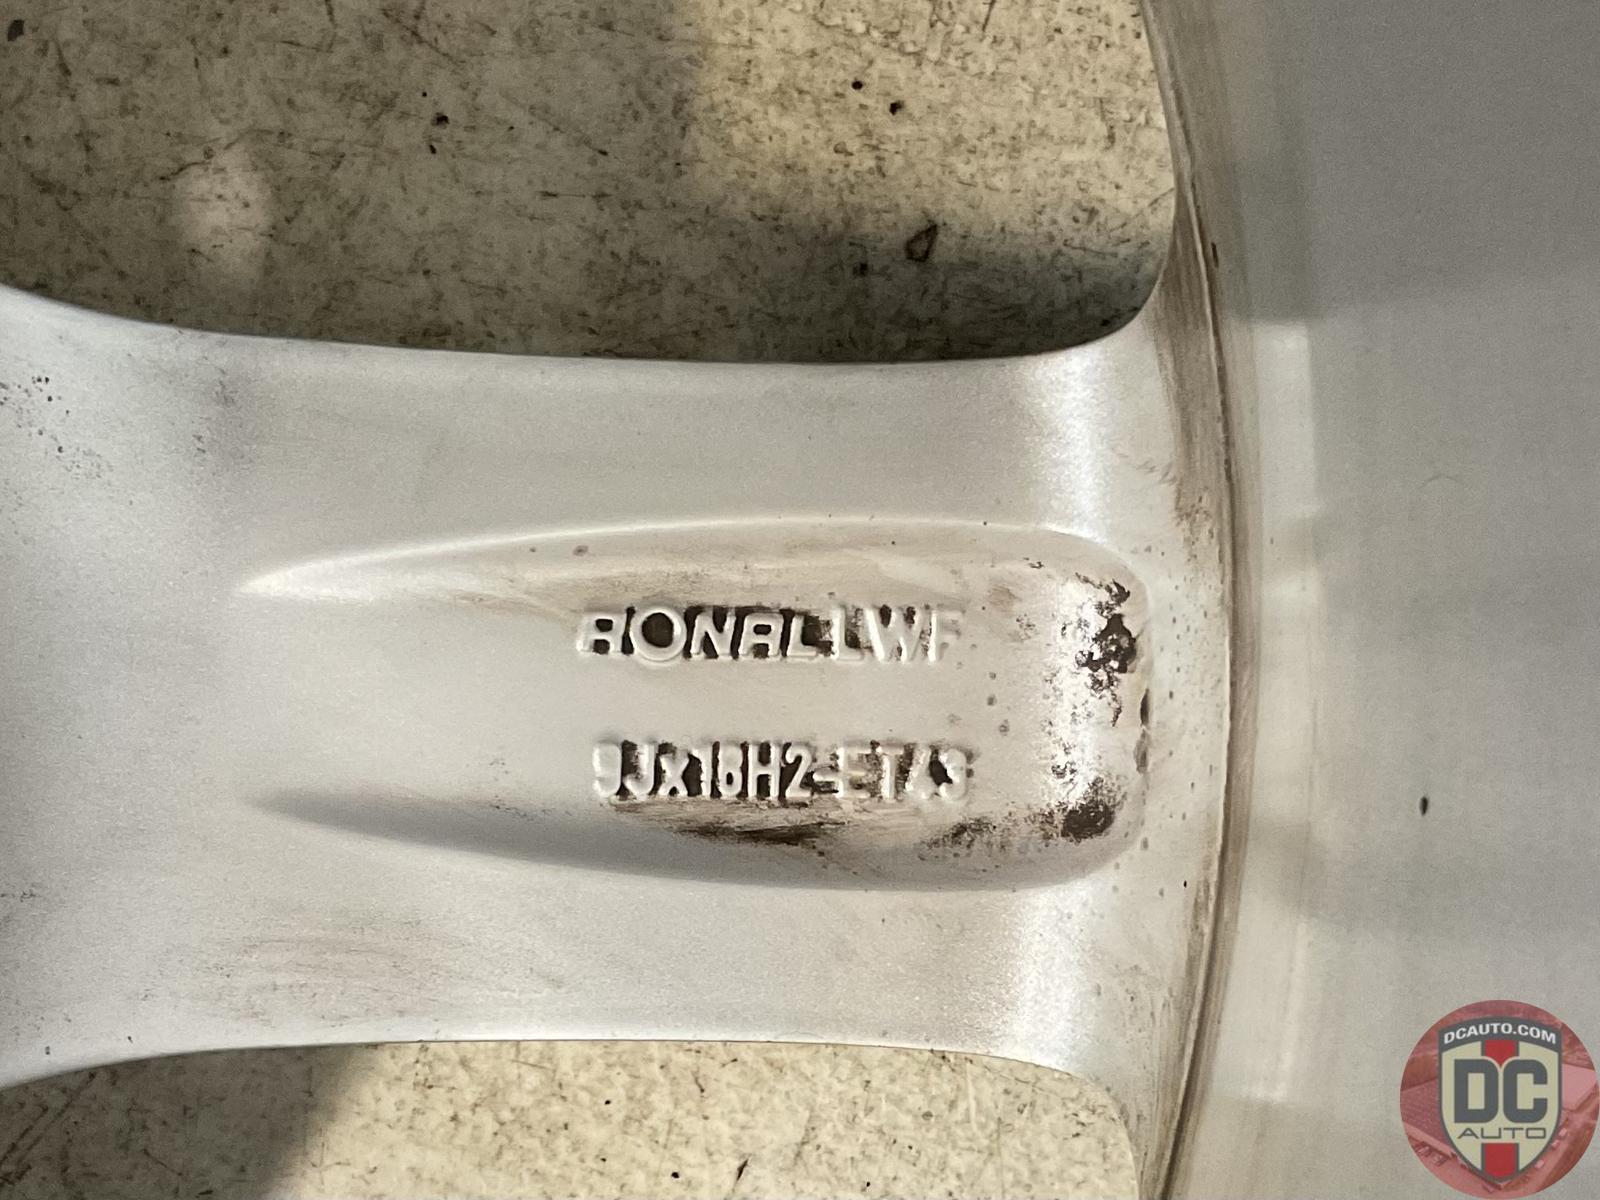 RONAL LWF
9JX18H2-ET43
DCAUTO.COM
DC
AUTO